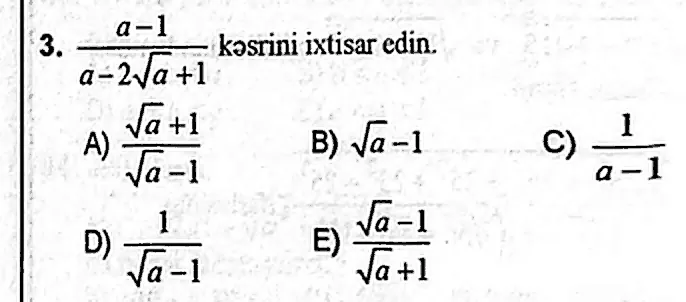 3. (a-1)/(a-2√a+1) kəsrini ixtisar edin.
A) (√a+1)/(√a-1) B) √a-1 C) 1/(a-1)
D) 1/(√a-1) E) (√a-1)/(√a+1)